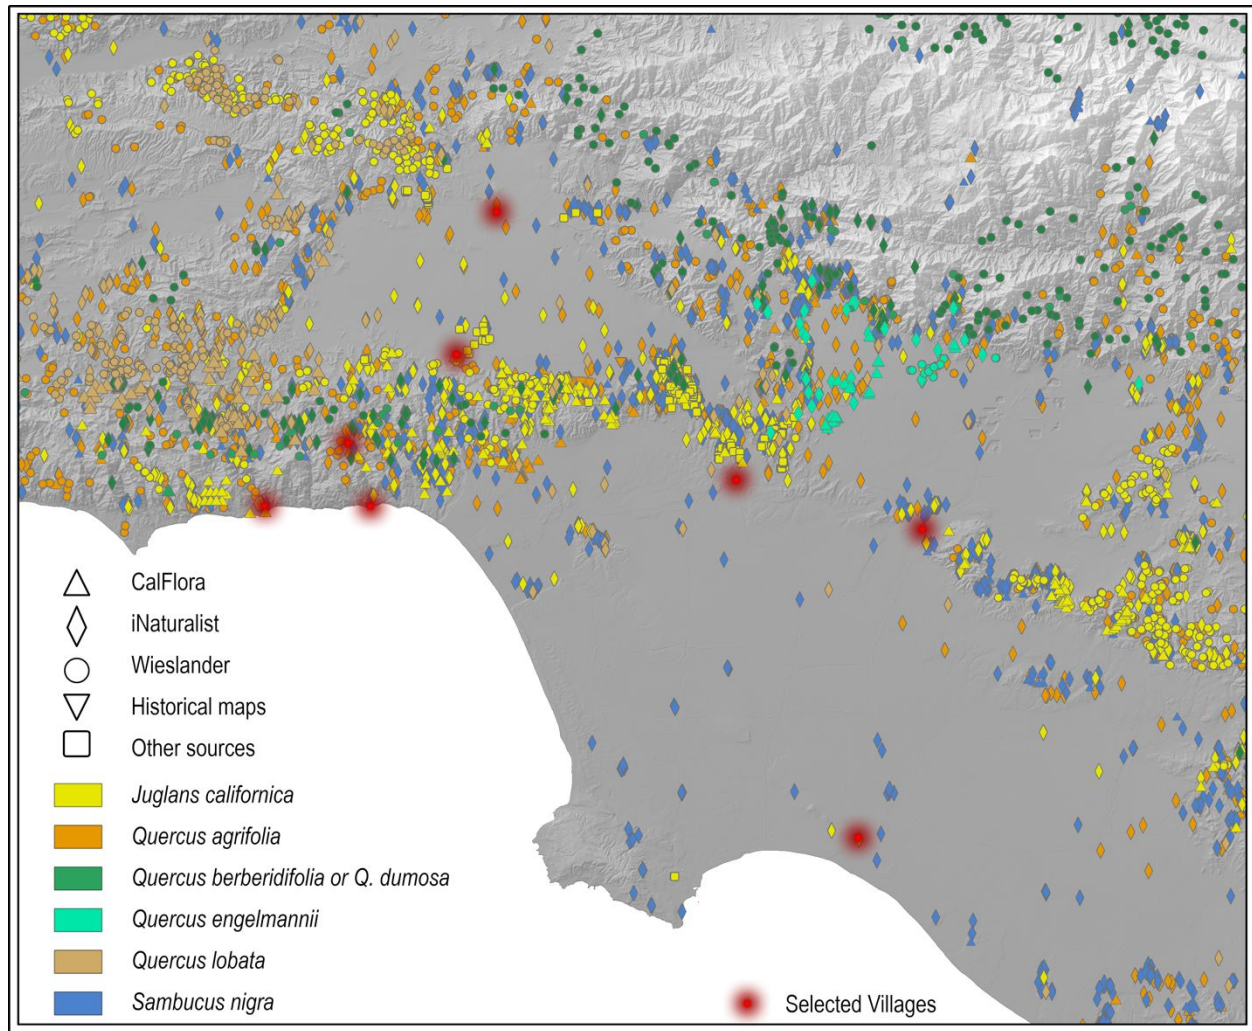 CalFlora
iNaturalist
Wieslander
Historical maps
Other sources
Juglans californica
Quercus agrifolia
Quercus berberidifolia or Q. dumosa
Quercus engelmannii
Quercus lobata
Sambucus nigra
Selected Villages